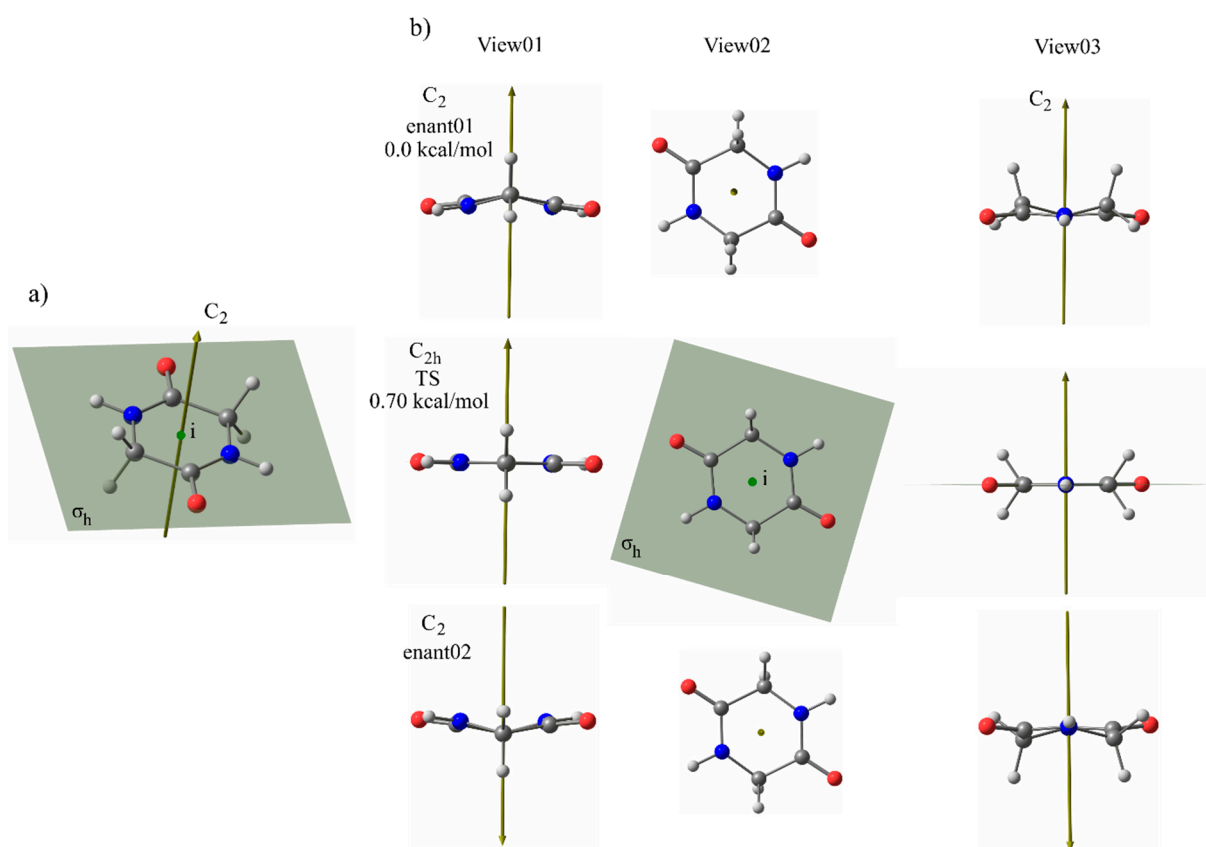 a)
C2
i
σh
b)
View01
View02
View03
C2
enant01
0.0 kcal/mol
C2
C2h
TS
0.70 kcal/mol
i
σh
C2
enant02